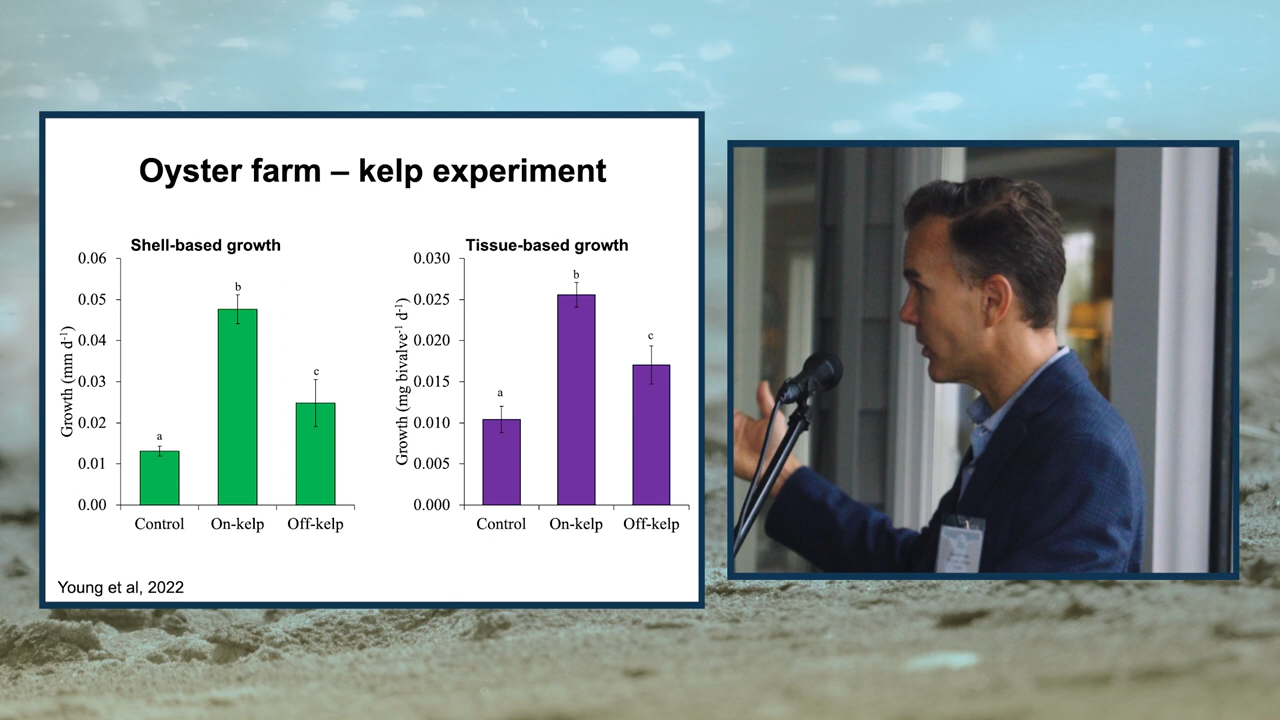 Oyster farm – kelp experiment
Shell-based growth
Growth (mm d⁻¹)
0.06
0.05
0.04
0.03
0.02
0.01
0.00
a
b
c
Control
On-kelp
Off-kelp
Tissue-based growth
Growth (mg bivalve⁻¹ d⁻¹)
0.030
0.025
0.020
0.015
0.010
0.005
0.000
a
b
c
Control
On-kelp
Off-kelp
Young et al, 2022